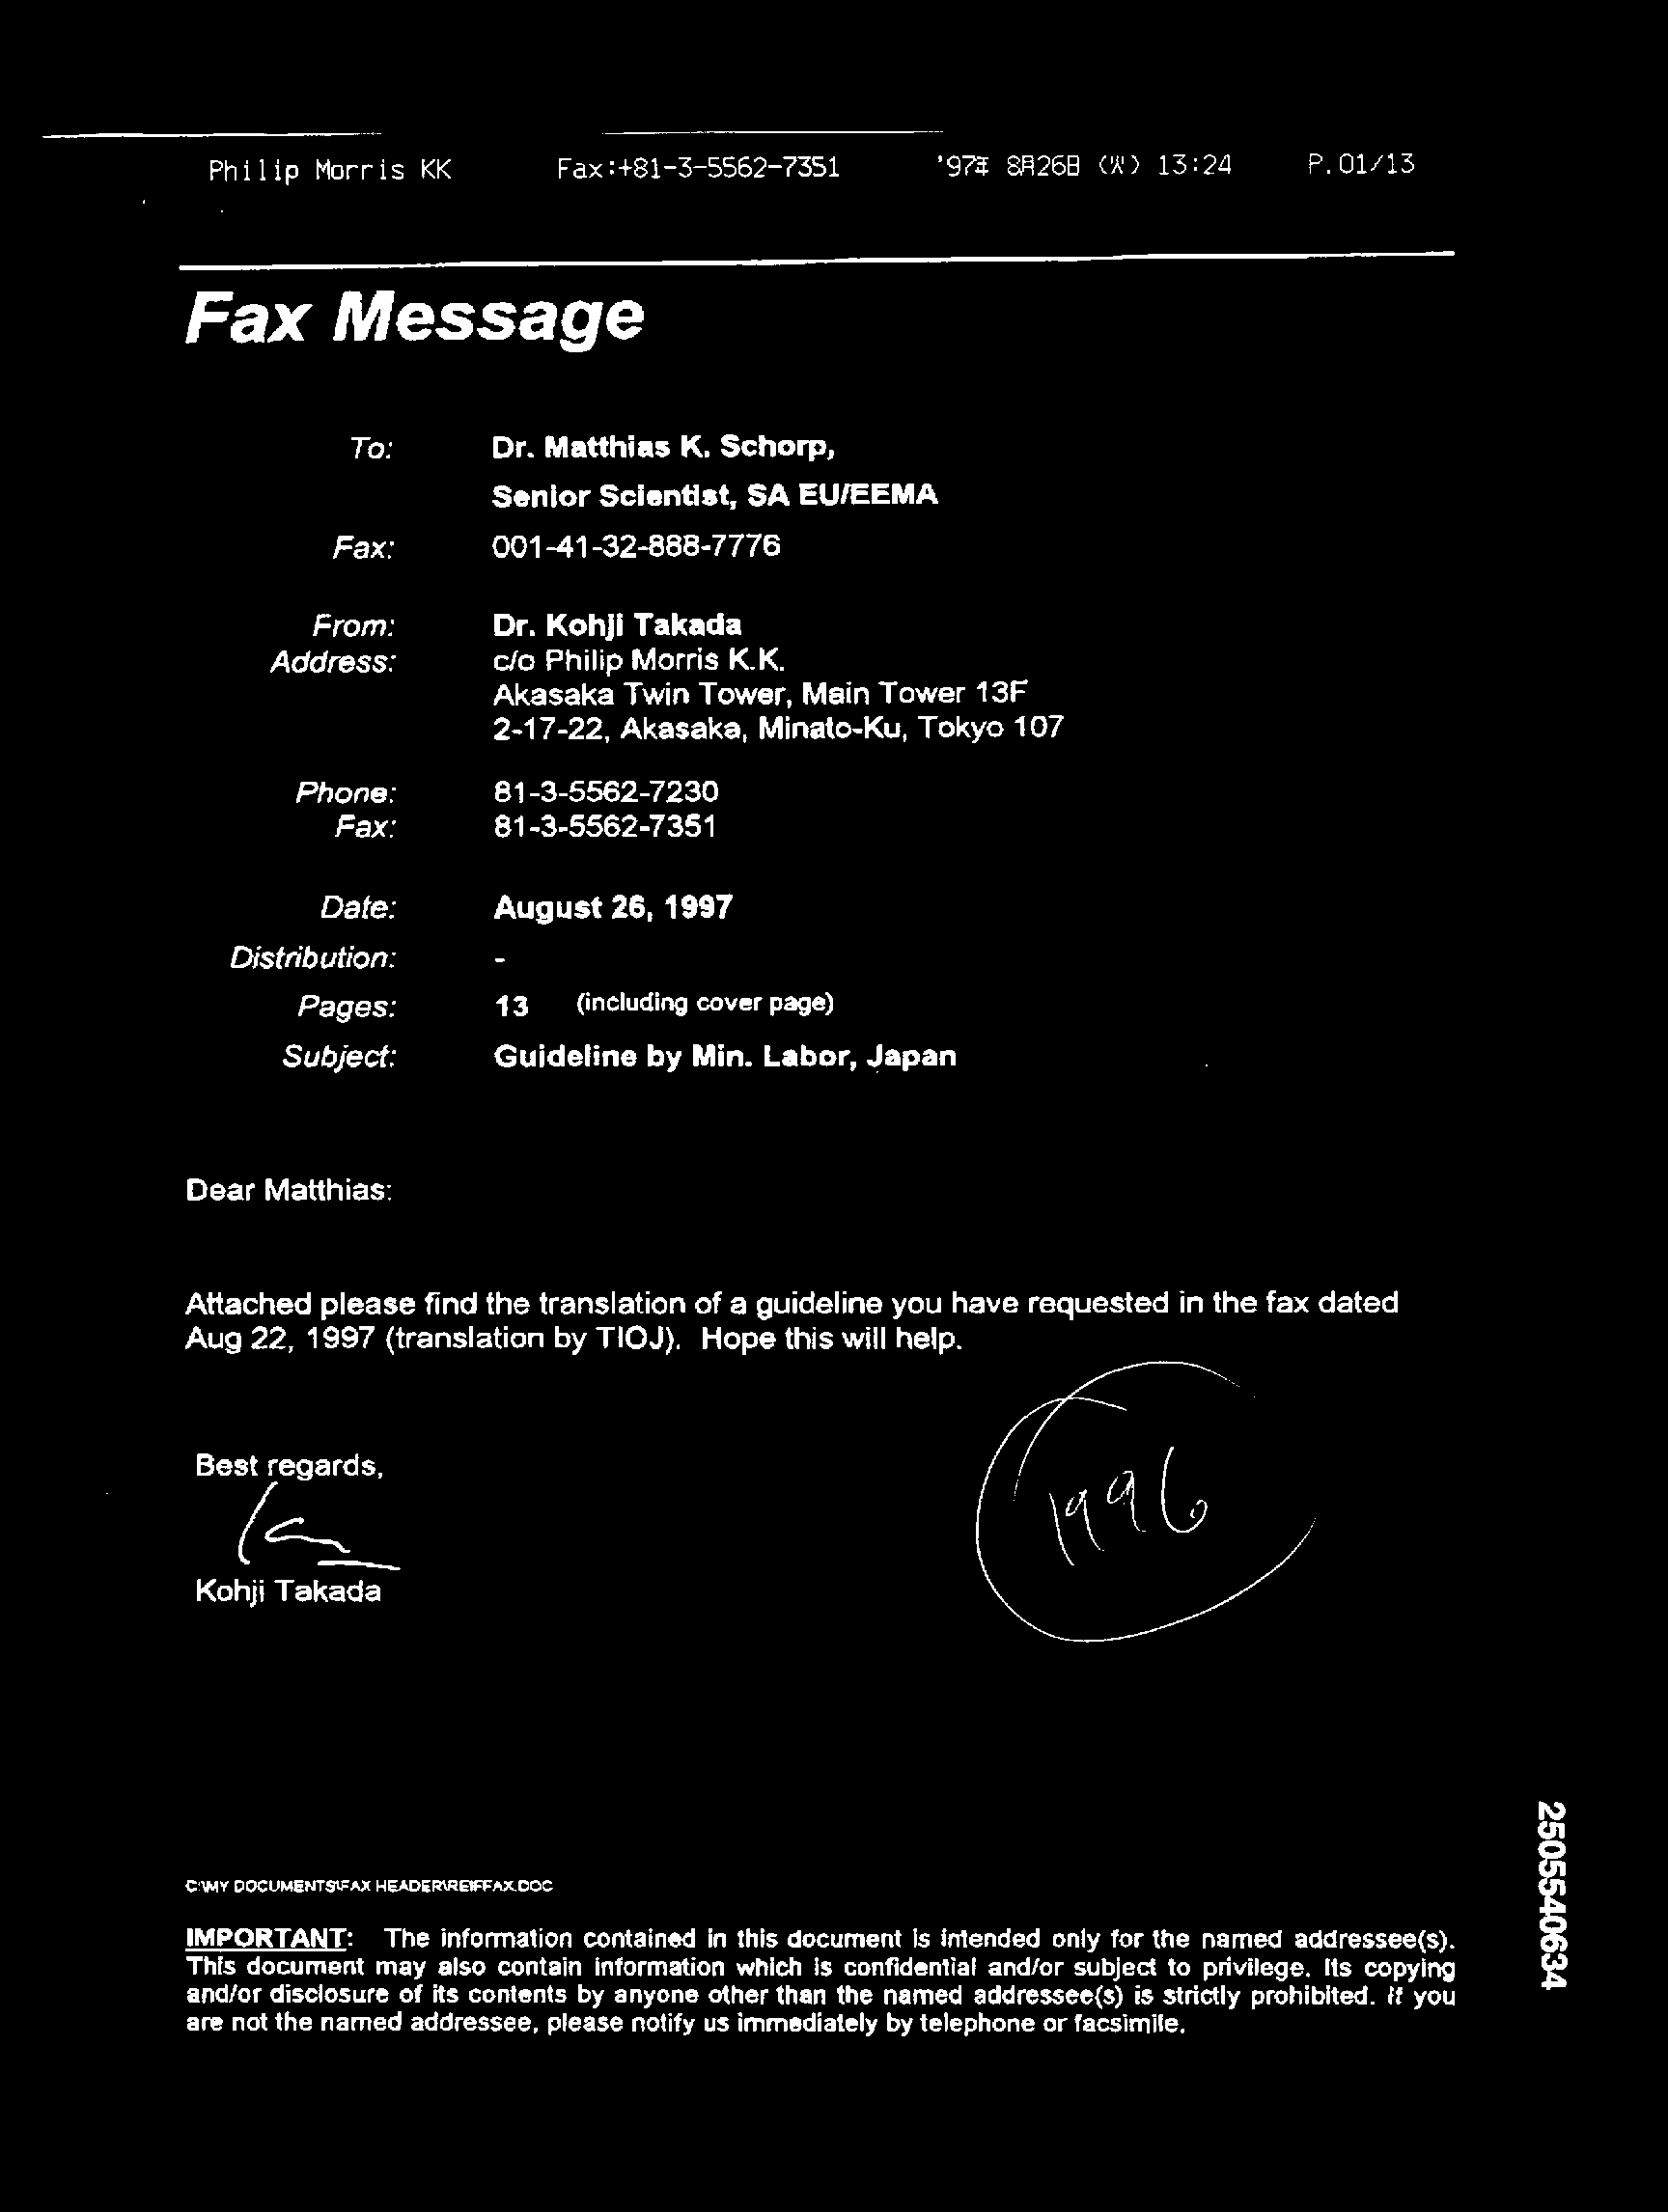 Philip Morris KK Fax:+81-3-5562-7351 '97年 8月26日 (火) 13:24 P.01/13
Fax Message
To: Dr. Matthias K. Schorp,
Senior Scientist, SA EU/EEMA
Fax: 001-41-32-888-7776
From: Dr. Kohji Takada
Address: c/o Philip Morris K.K.
Akasaka Twin Tower, Main Tower 13F
2-17-22, Akasaka, Minato-Ku, Tokyo 107
Phone: 81-3-5562-7230
Fax: 81-3-5562-7351
Date: August 26, 1997
Distribution: -
Pages: 13 (including cover page)
Subject: Guideline by Min. Labor, Japan
Dear Matthias:
Attached please find the translation of a guideline you have requested in the fax dated
Aug 22, 1997 (translation by TIOJ). Hope this will help.
Best regards,
1996
Kohji Takada
C:\MY DOCUMENTS\FAX HEADER\REIFFAX.DOC
IMPORTANT: The information contained in this document is intended only for the named addressee(s).
This document may also contain information which is confidential and/or subject to privilege. Its copying
and/or disclosure of its contents by anyone other than the named addressee(s) is strictly prohibited. If you
are not the named addressee, please notify us immediately by telephone or facsimile.
2505540634